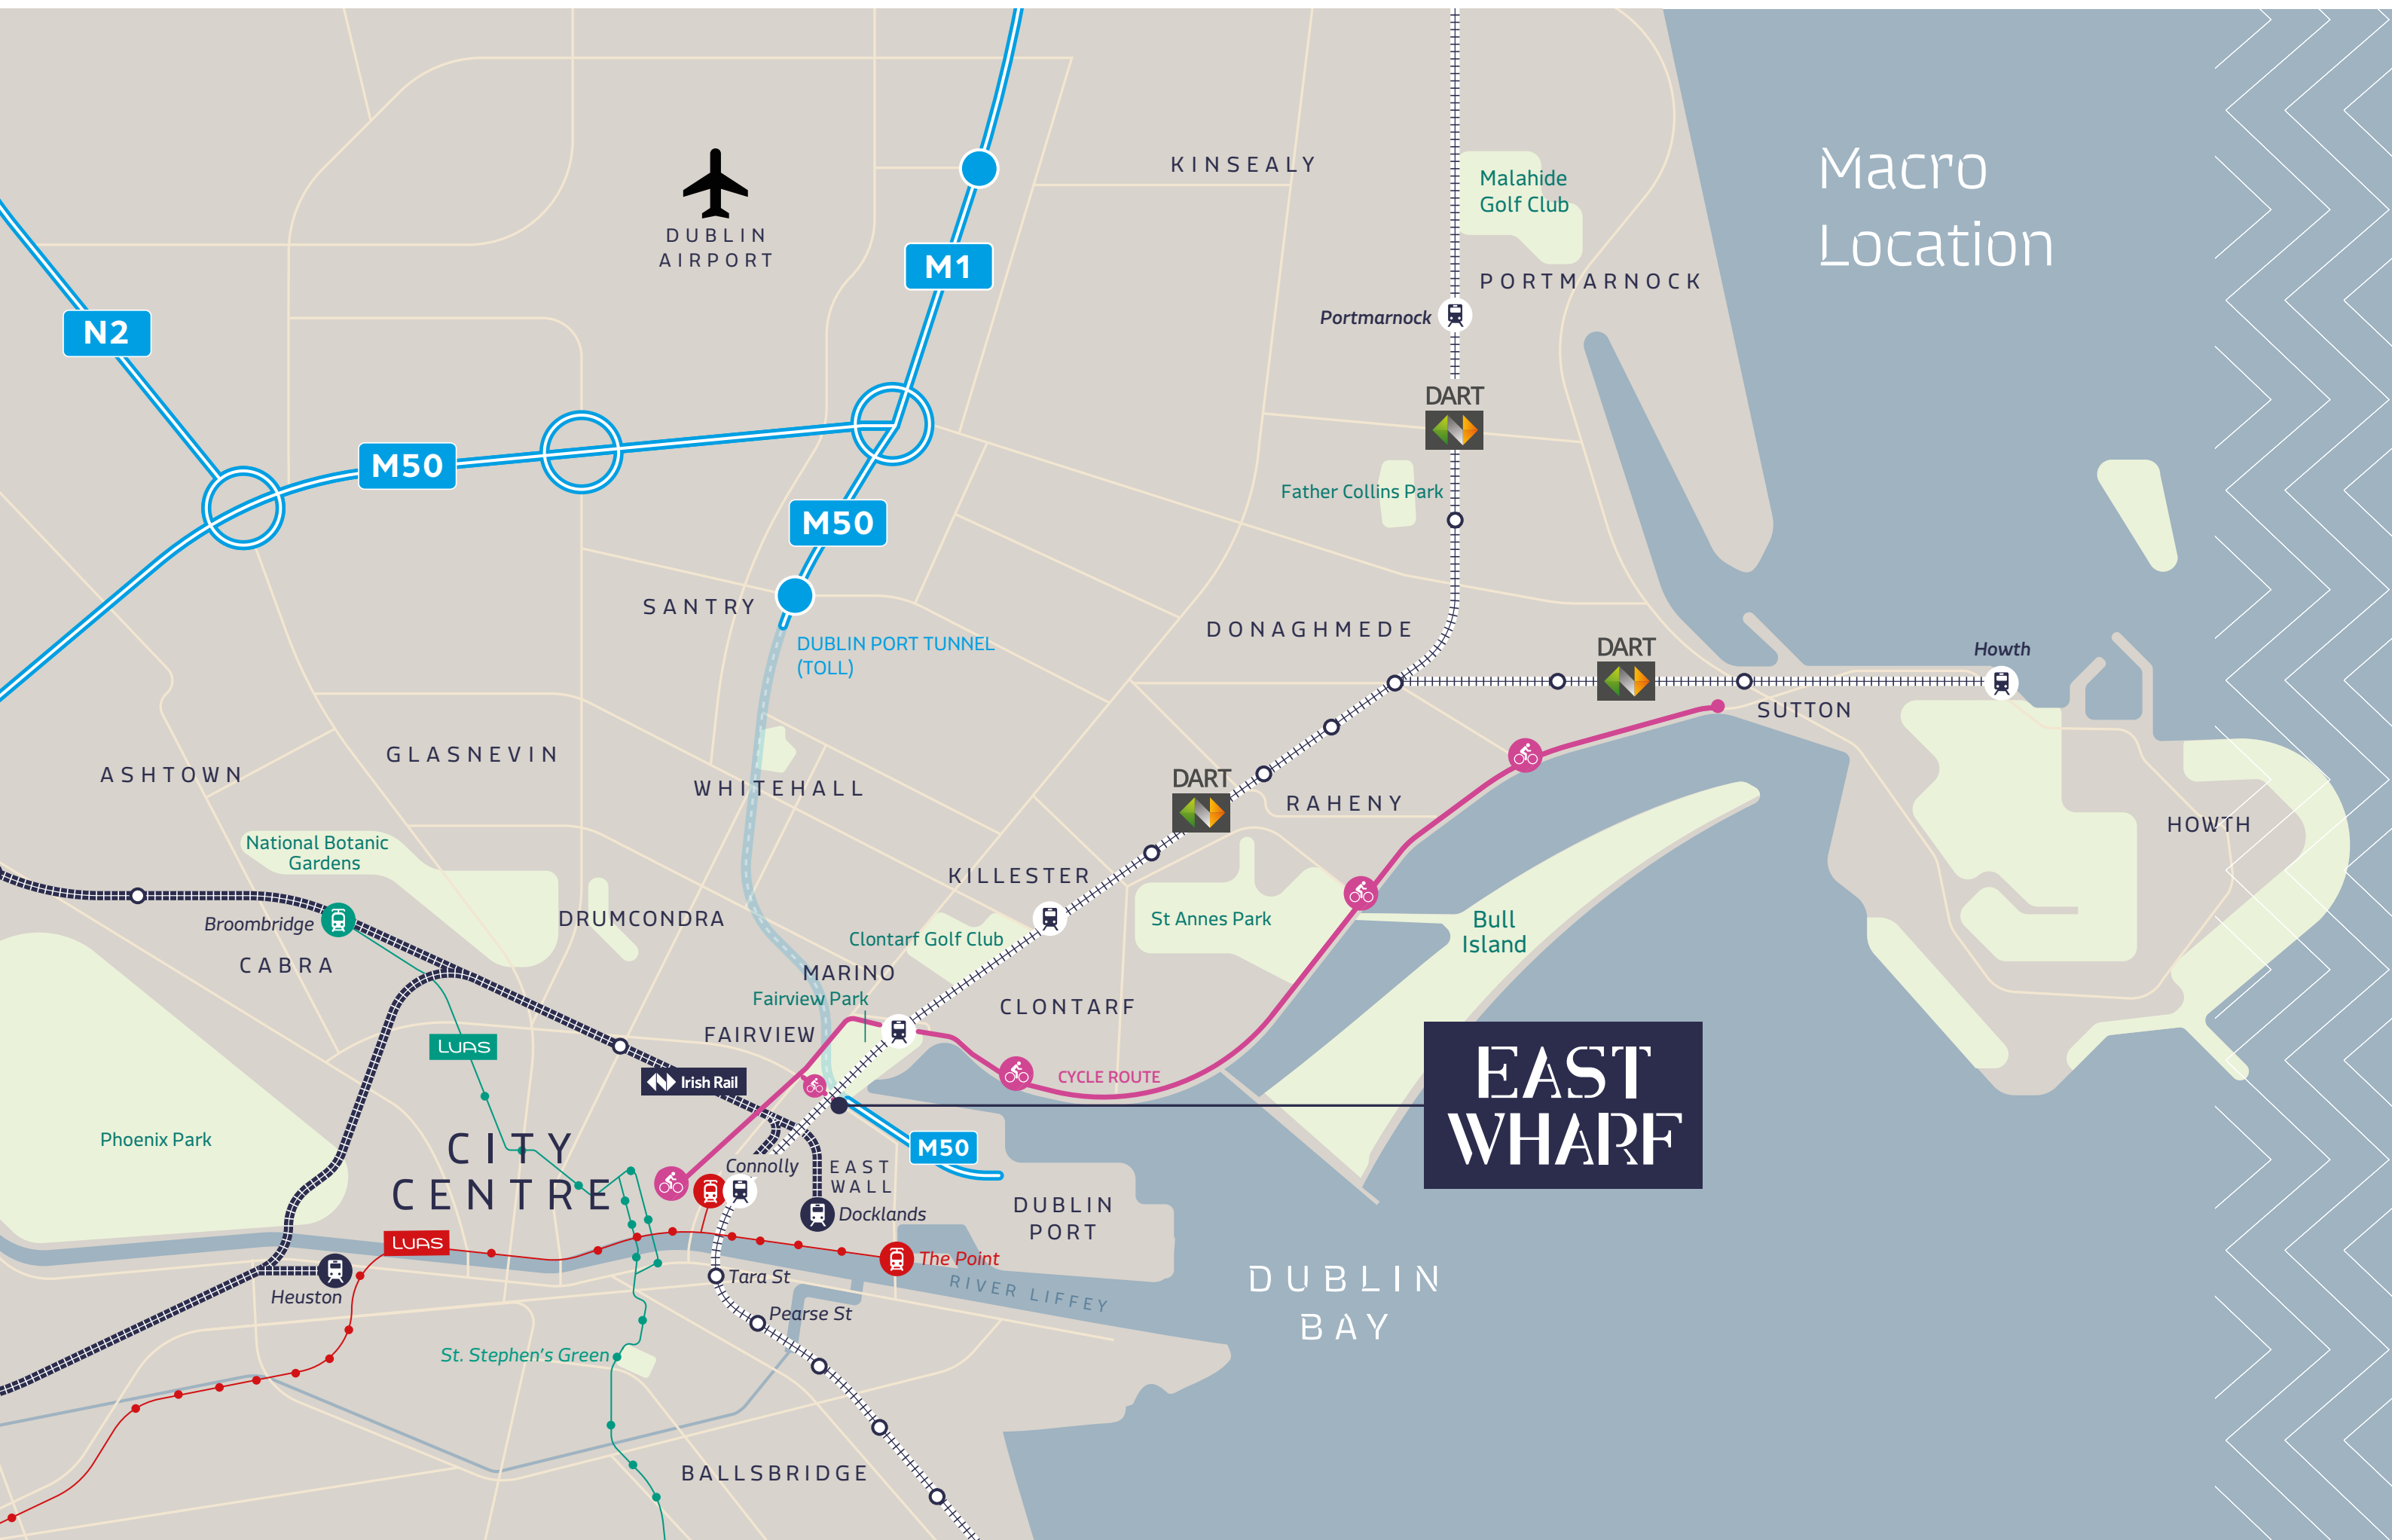 Macro
Location
KINSEALY
Malahide
Golf Club
DUBLIN
AIRPORT
M1
PORTMARNOCK
Portmarnock
N2
DART
M50
M50
Father Collins Park
SANTRY
DUBLIN PORT TUNNEL
(TOLL)
DONAGHMEDE
DART
Howth
SUTTON
GLASNEVIN
ASHTOWN
WHITEHALL
DART
RAHENY
HOWTH
National Botanic
Gardens
KILLESTER
Broombridge
DRUMCONDRA
St Annes Park
Bull
Island
Clontarf Golf Club
CABRA
MARINO
Fairview Park
CLONTARF
FAIRVIEW
LUAS
Irish Rail
CYCLE ROUTE
EAST
WHARF
Phoenix Park
CITY
CENTRE
M50
Connolly
EAST
WALL
DUBLIN
PORT
Docklands
LUAS
The Point
Heuston
Tara St
RIVER LIFFEY
DUBLIN
BAY
Pearse St
St. Stephen's Green
BALLSBRIDGE